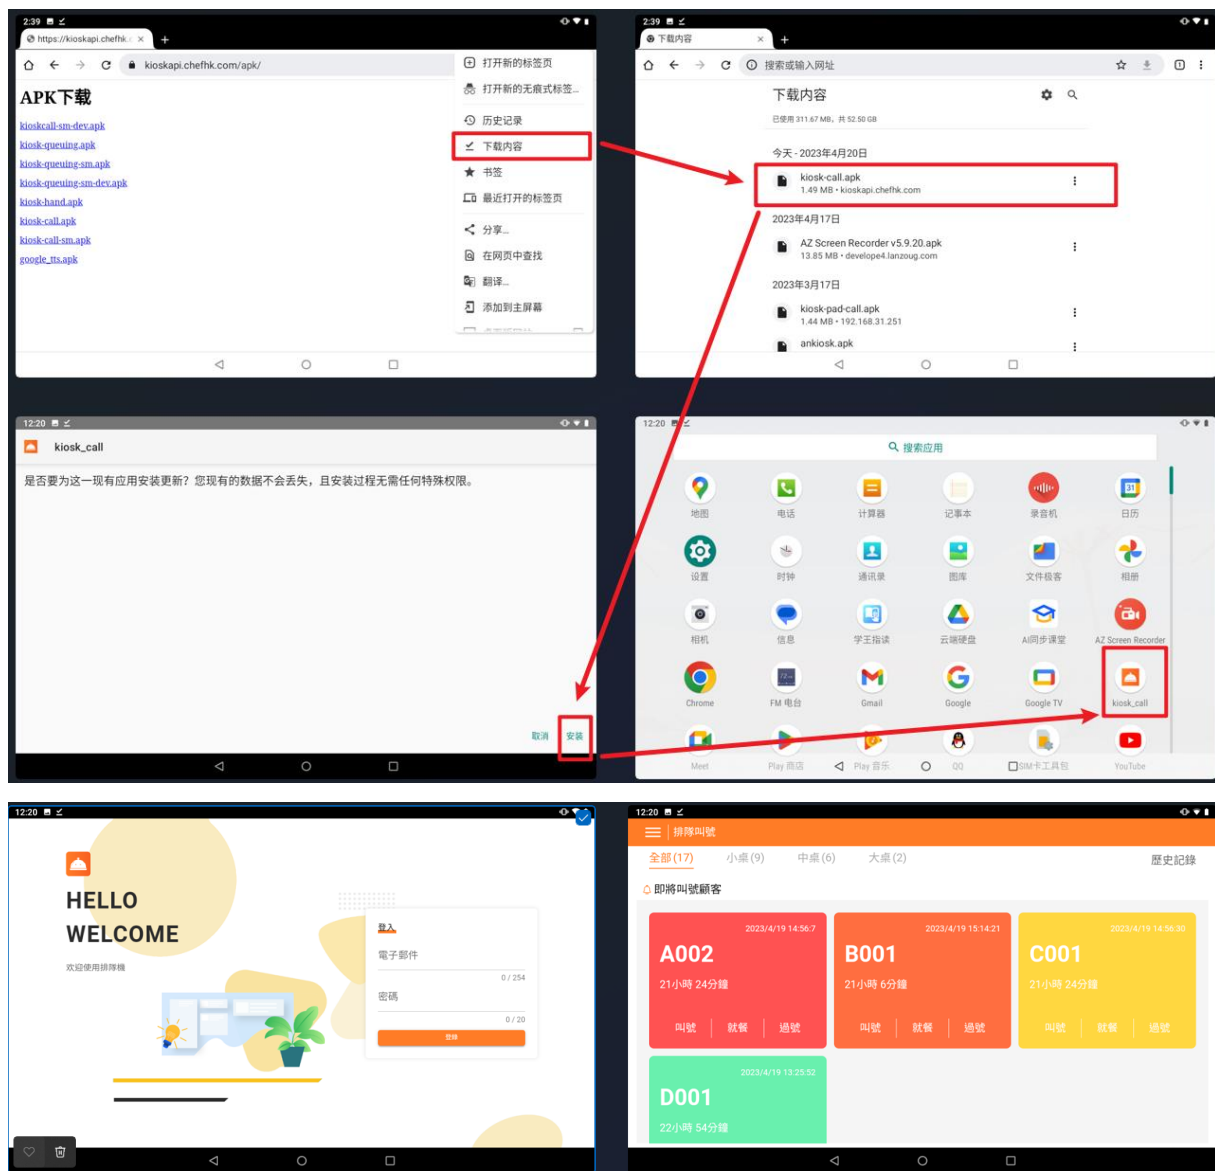 2:39
https://kioskapi.chefhk.c
kioskapi.chefhk.com/apk/
APK下载
kioskcall-sm-dev.apk
kiosk-queuing.apk
kiosk-queuing-sm.apk
kiosk-queuing-sm-dev.apk
kiosk-hand.apk
kiosk-call.apk
kiosk-call-sm.apk
google_tts.apk
打开新的标签页
打开新的无痕式标签...
历史记录
下载内容
书签
最近打开的标签页
分享...
在网页中查找
翻译...
添加到主屏幕
2:39
下载内容
搜索或输入网址
1
下载内容
已使用 311.67 MB，共 52.50 GB
今天 - 2023年4月20日
kiosk-call.apk
1.49 MB • kioskapi.chefhk.com
2023年4月17日
AZ Screen Recorder v5.9.20.apk
13.85 MB • develope4.lanzoug.com
2023年3月17日
kiosk-pad-call.apk
1.44 MB • 192.168.31.251
ankiosk.apk
12:20
kiosk_call
是否要为这一现有应用安装更新？您现有的数据不会丢失，且安装过程无需任何特殊权限。
取消 安装
12:20
搜索应用
31
地图 电话 计算器 记事本 录音机 日历
设置 时钟 通讯录 图库 文件极客 相册
相机 信息 学王指读 云端硬盘 AI同步课堂 AZ Screen Recorder
Chrome FM 电台 Gmail Google Google TV kiosk_call
Meet Play 商店 Play 音乐 QQ SIM卡工具包 YouTube
12:20
HELLO
WELCOME
欢迎使用排隊機
登入
電子郵件
0 / 254
密碼
0 / 20
登錄
12:20
排隊叫號
全部(17) 小桌(9) 中桌(6) 大桌(2) 歷史記錄
即將叫號顧客
2023/4/19 14:56:7
A002
21小時 24分鐘
叫號 就餐 過號
2023/4/19 15:14:21
B001
21小時 6分鐘
叫號 就餐 過號
2023/4/19 14:56:30
C001
21小時 24分鐘
叫號 就餐 過號
2023/4/19 13:25:52
D001
22小時 54分鐘